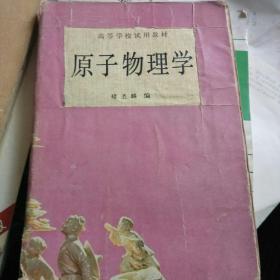 高等学校试用教材
原子物理学
褚圣麟 编